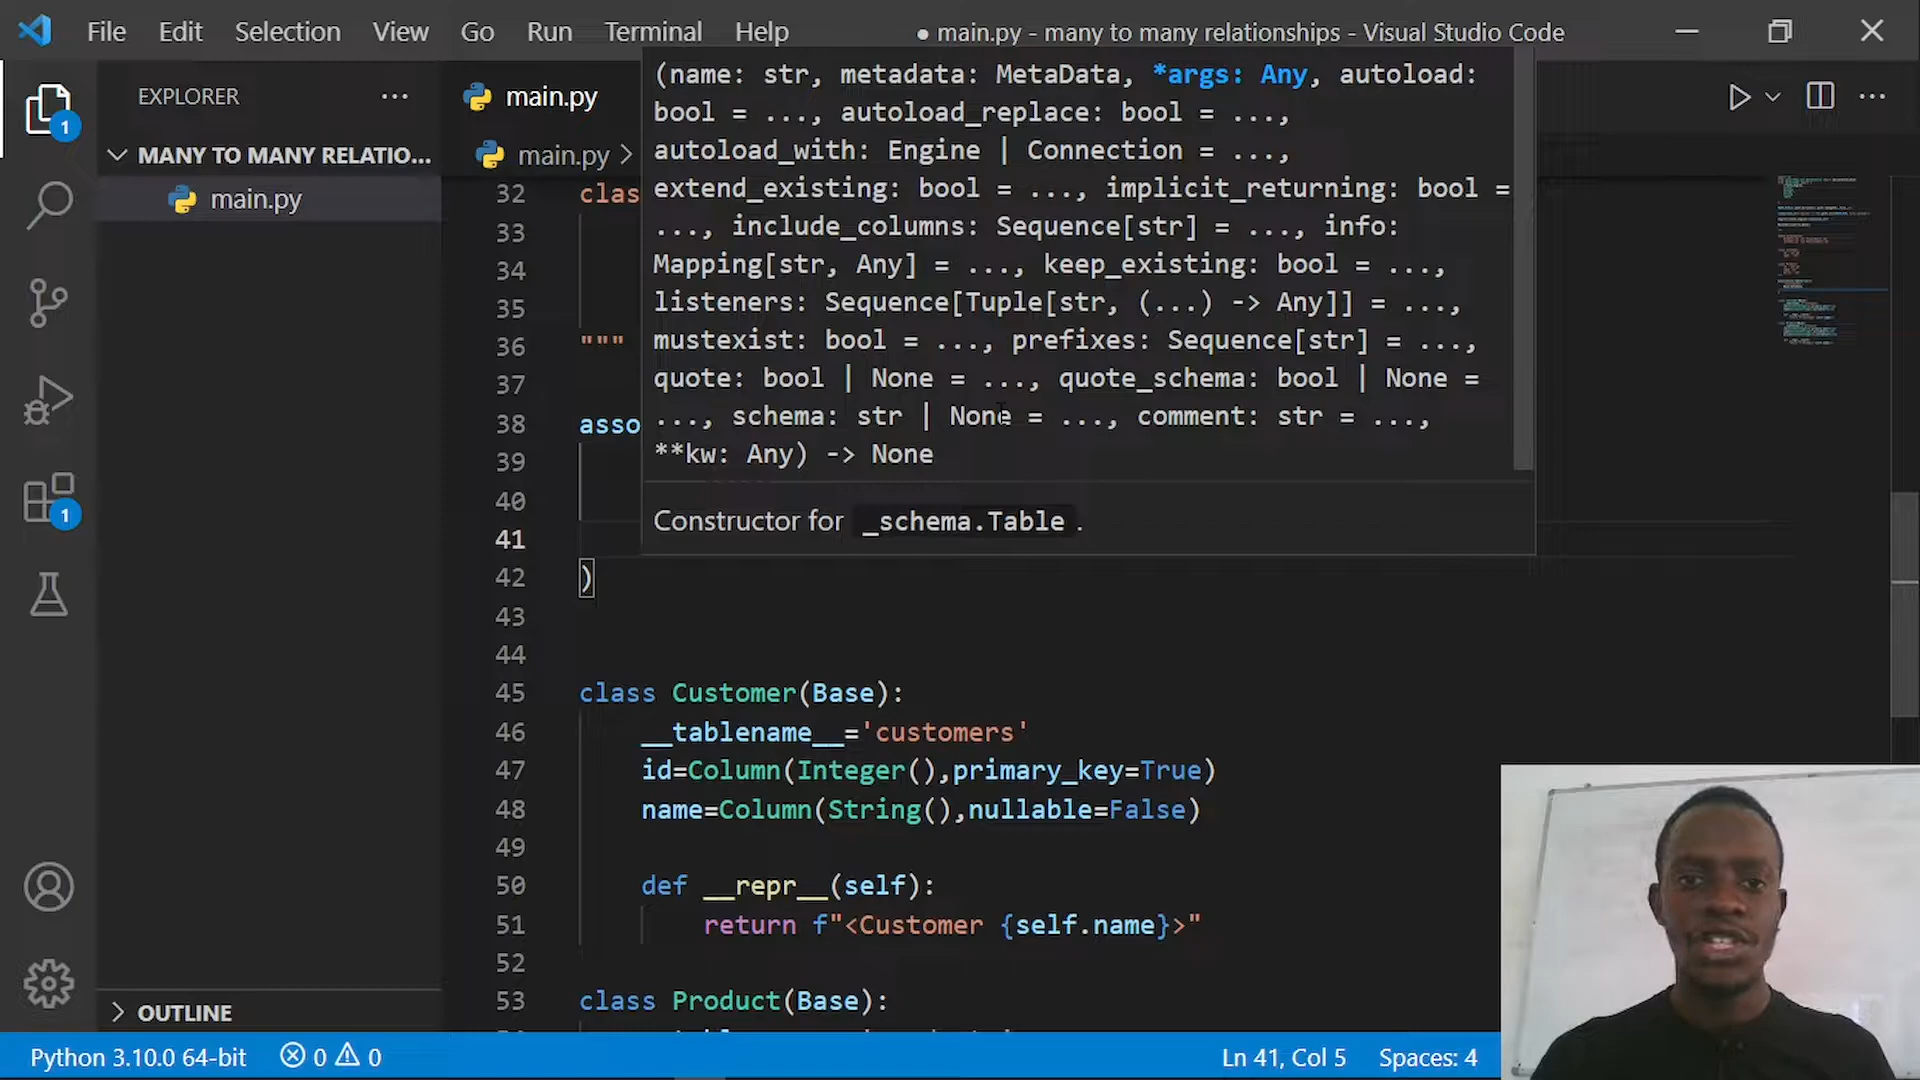 File Edit Selection View Go Run Terminal Help
main.py - many to many relationships - Visual Studio Code
EXPLORER
MANY TO MANY RELATIO...
main.py
1
1
main.py
main.py
(name: str, metadata: MetaData, *args: Any, autoload:
bool = ..., autoload_replace: bool = ...,
autoload_with: Engine | Connection = ...,
extend_existing: bool = ..., implicit_returning: bool =
..., include_columns: Sequence[str] = ..., info:
Mapping[str, Any] = ..., keep_existing: bool = ...,
listeners: Sequence[Tuple[str, (...) -> Any]] = ...,
mustexist: bool = ..., prefixes: Sequence[str] = ...,
quote: bool | None = ..., quote_schema: bool | None =
..., schema: str | None = ..., comment: str = ...,
**kw: Any) -> None
Constructor for _schema.Table .
32 clas
33
34
35
36 """
37
38 asso
39
40
41
42 )
43
44
45 class Customer(Base):
46 __tablename__='customers'
47 id=Column(Integer(),primary_key=True)
48 name=Column(String(),nullable=False)
49
50 def __repr__(self):
51 return f"<Customer {self.name}>"
52
53 class Product(Base):
OUTLINE
Python 3.10.0 64-bit 0 0
Ln 41, Col 5 Spaces: 4